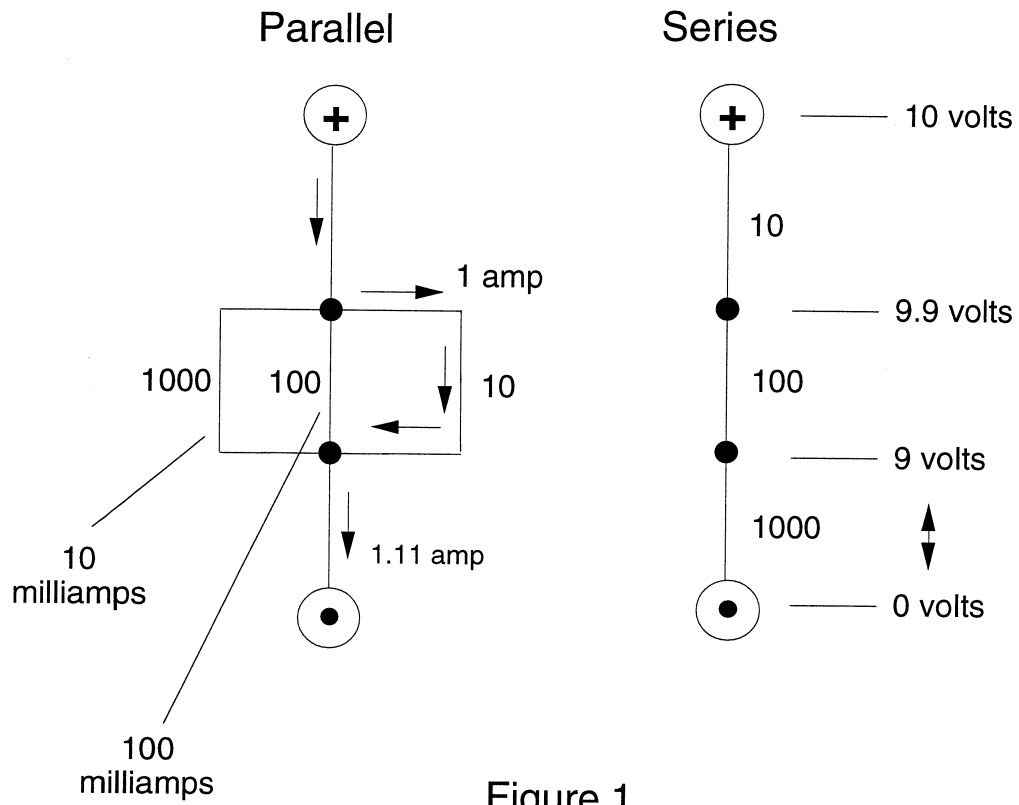 Parallel
Series
+
+
10 volts
10
1 amp
9.9 volts
1000
100
10
100
9 volts
1000
10
milliamps
1.11 amp
0 volts
100
milliamps
Figure 1